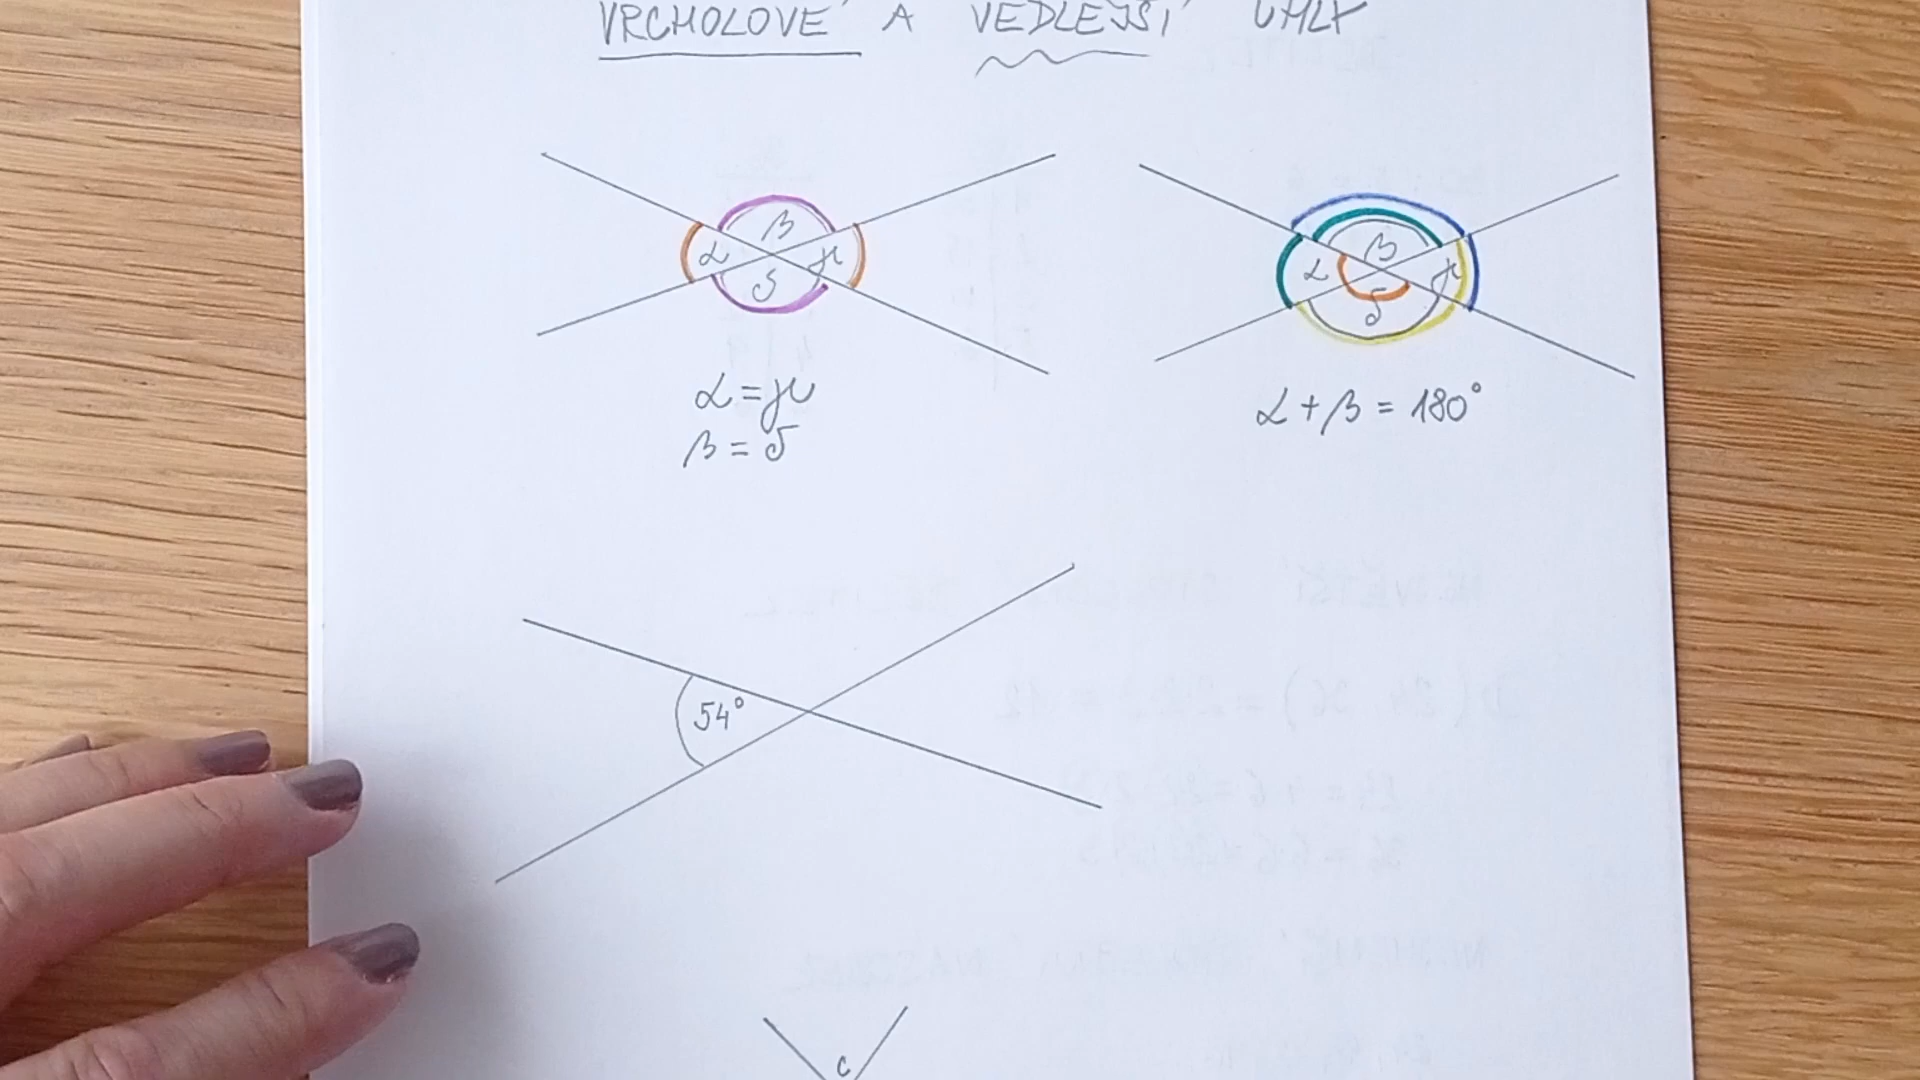 VRCHOLOVÉ A VEDLEJŠÍ ÚHLY
β
α γ
δ
β
α γ
δ
α = γ
β = δ
α + β = 180°
54°
c